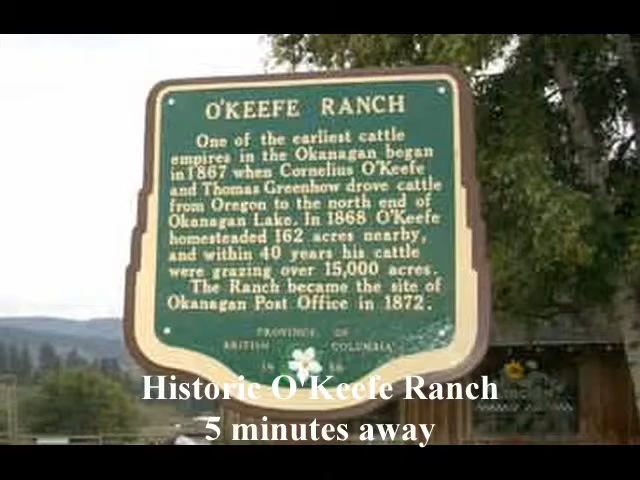 O'KEEFE RANCH
One of the earliest cattle
empires in the Okanagan began
in 1867 when Cornelius O'Keefe
and Thomas Greenhow drove cattle
from Oregon to the north end of
Okanagan Lake. In 1868 O'Keefe
homesteaded 162 acres nearby,
and within 40 years his cattle
were grazing over 15,000 acres.
The Ranch became the site of
Okanagan Post Office in 1872.
PROVINCE OF
BRITISH COLUMBIA
Historic O'Keefe Ranch
5 minutes away